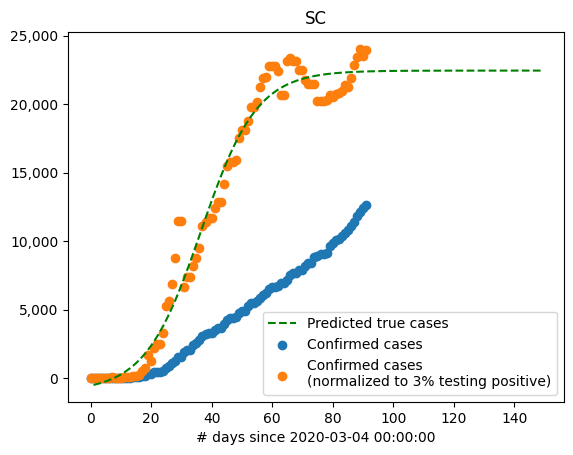 SC
25,000
20,000
15,000
10,000
5,000
0
Predicted true cases
Confirmed cases
Confirmed cases
(normalized to 3% testing positive)
0 20 40 60 80 100 120 140
# days since 2020-03-04 00:00:00